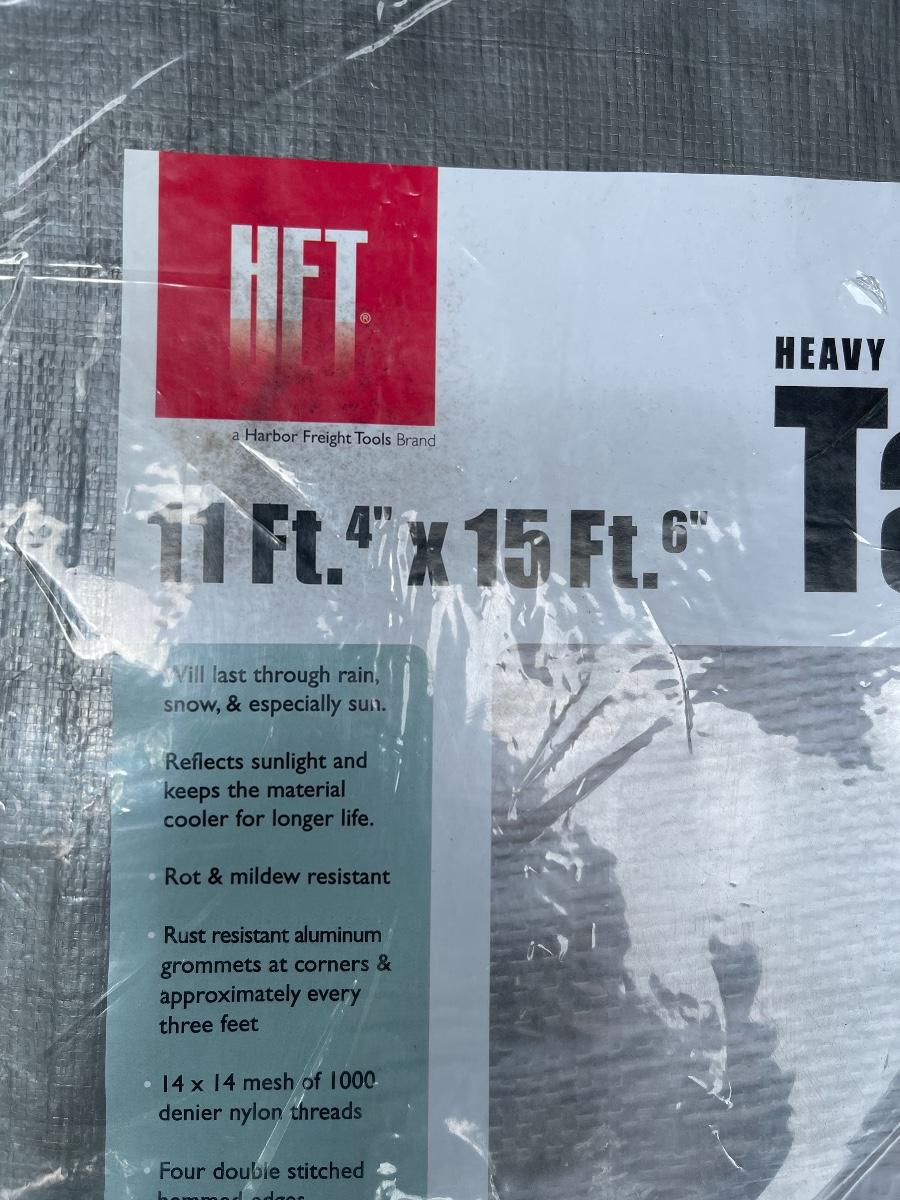 HFT®
a Harbor Freight Tools Brand
HEAVY
11 Ft. 4" x 15 Ft. 6"
Will last through rain,
snow, & especially sun.
Reflects sunlight and
keeps the material
cooler for longer life.
• Rot & mildew resistant
• Rust resistant aluminum
grommets at corners &
approximately every
three feet
• 14 x 14 mesh of 1000
denier nylon threads
• Four double stitched
hemmed edges